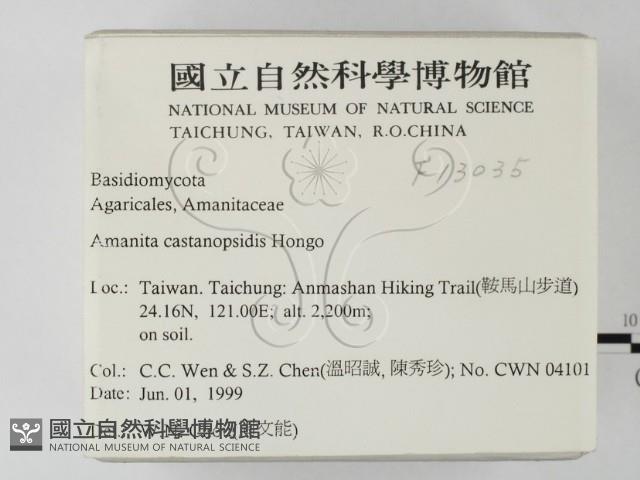 國立自然科學博物館
NATIONAL MUSEUM OF NATURAL SCIENCE
TAICHUNG, TAIWAN, R.O.CHINA
F13035
Basidiomycota
Agaricales, Amanitaceae
Amanita castanopsidis Hongo
Loc.: Taiwan. Taichung: Anmashan Hiking Trail(鞍馬山步道)
24.16N, 121.00E; alt. 2,200m;
on soil.
Col.: C.C. Wen & S.Z. Chen(溫昭誠, 陳秀珍); No. CWN 04101
Date: Jun. 01, 1999
文能)
國立自然科學博物館
NATIONAL MUSEUM OF NATURAL SCIENCE
10